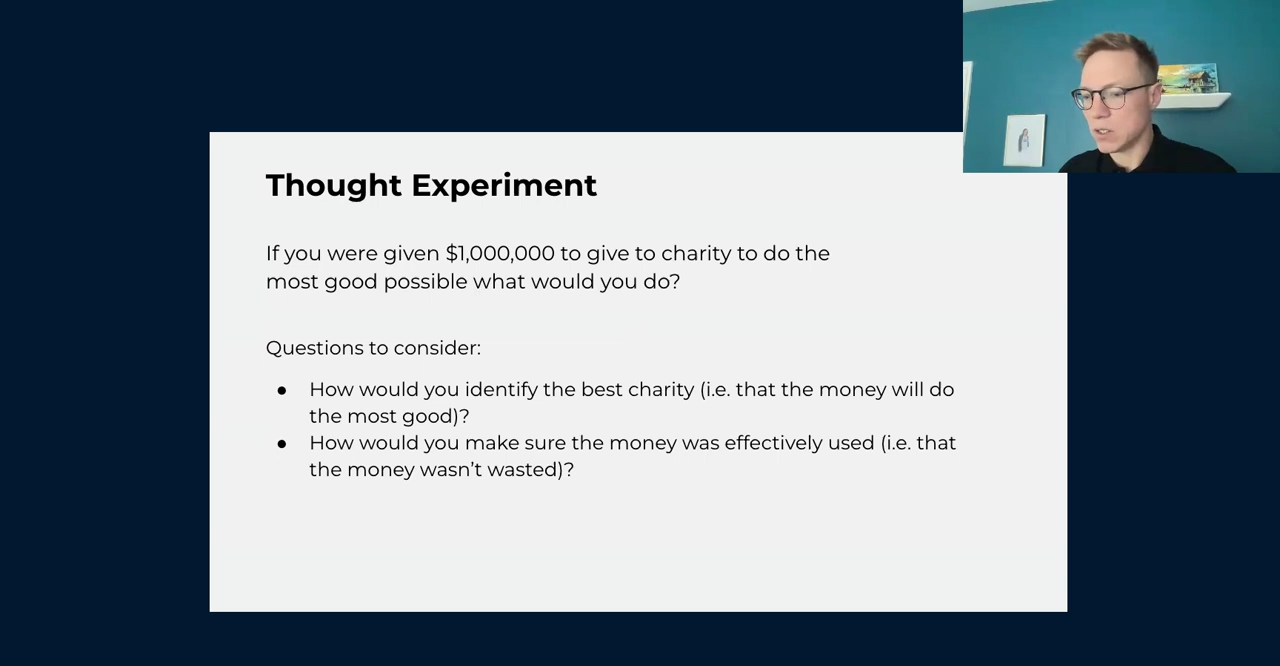 Thought Experiment
If you were given $1,000,000 to give to charity to do the
most good possible what would you do?
Questions to consider:
● How would you identify the best charity (i.e. that the money will do
the most good)?
● How would you make sure the money was effectively used (i.e. that
the money wasn't wasted)?